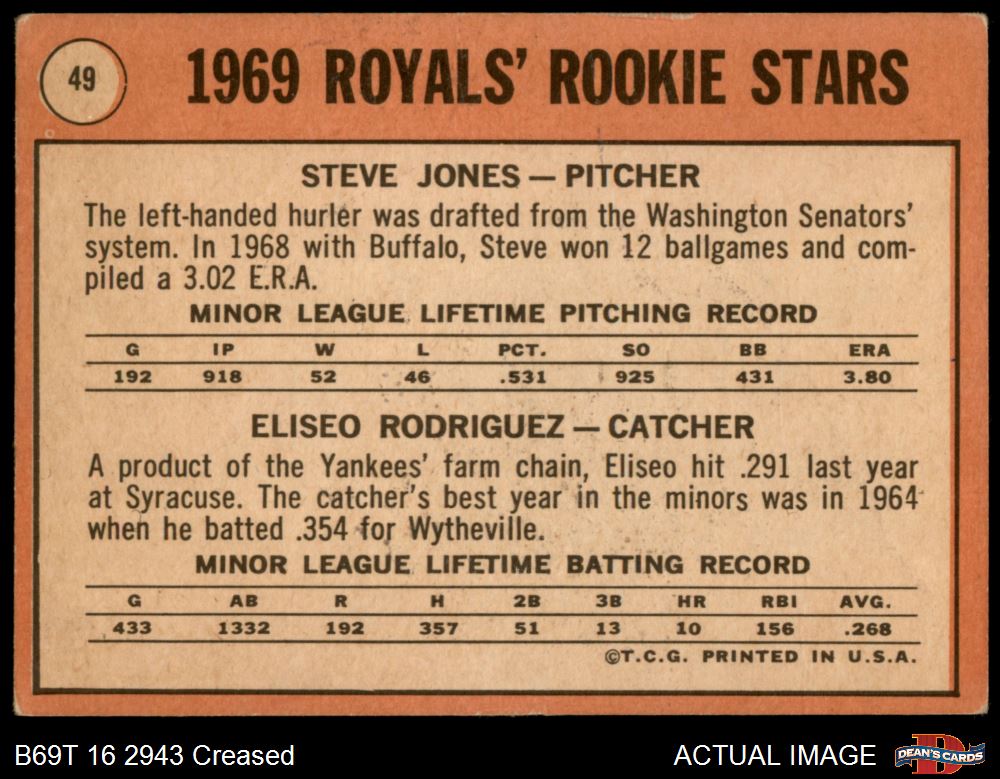 49
1969 ROYALS' ROOKIE STARS
STEVE JONES — PITCHER
The left-handed hurler was drafted from the Washington Senators'
system. In 1968 with Buffalo, Steve won 12 ballgames and com-
piled a 3.02 E.R.A.
MINOR LEAGUE LIFETIME PITCHING RECORD
G IP W L PCT. SO BB ERA
192 918 52 46 .531 925 431 3.80
ELISEO RODRIGUEZ — CATCHER
A product of the Yankees' farm chain, Eliseo hit .291 last year
at Syracuse. The catcher's best year in the minors was in 1964
when he batted .354 for Wytheville.
MINOR LEAGUE LIFETIME BATTING RECORD
G AB R H 2B 3B HR RBI AVG.
433 1332 192 357 51 13 10 156 .268
©T.C.G. PRINTED IN U.S.A.
B69T 16 2943 Creased
ACTUAL IMAGE
D
DEAN'S CARDS